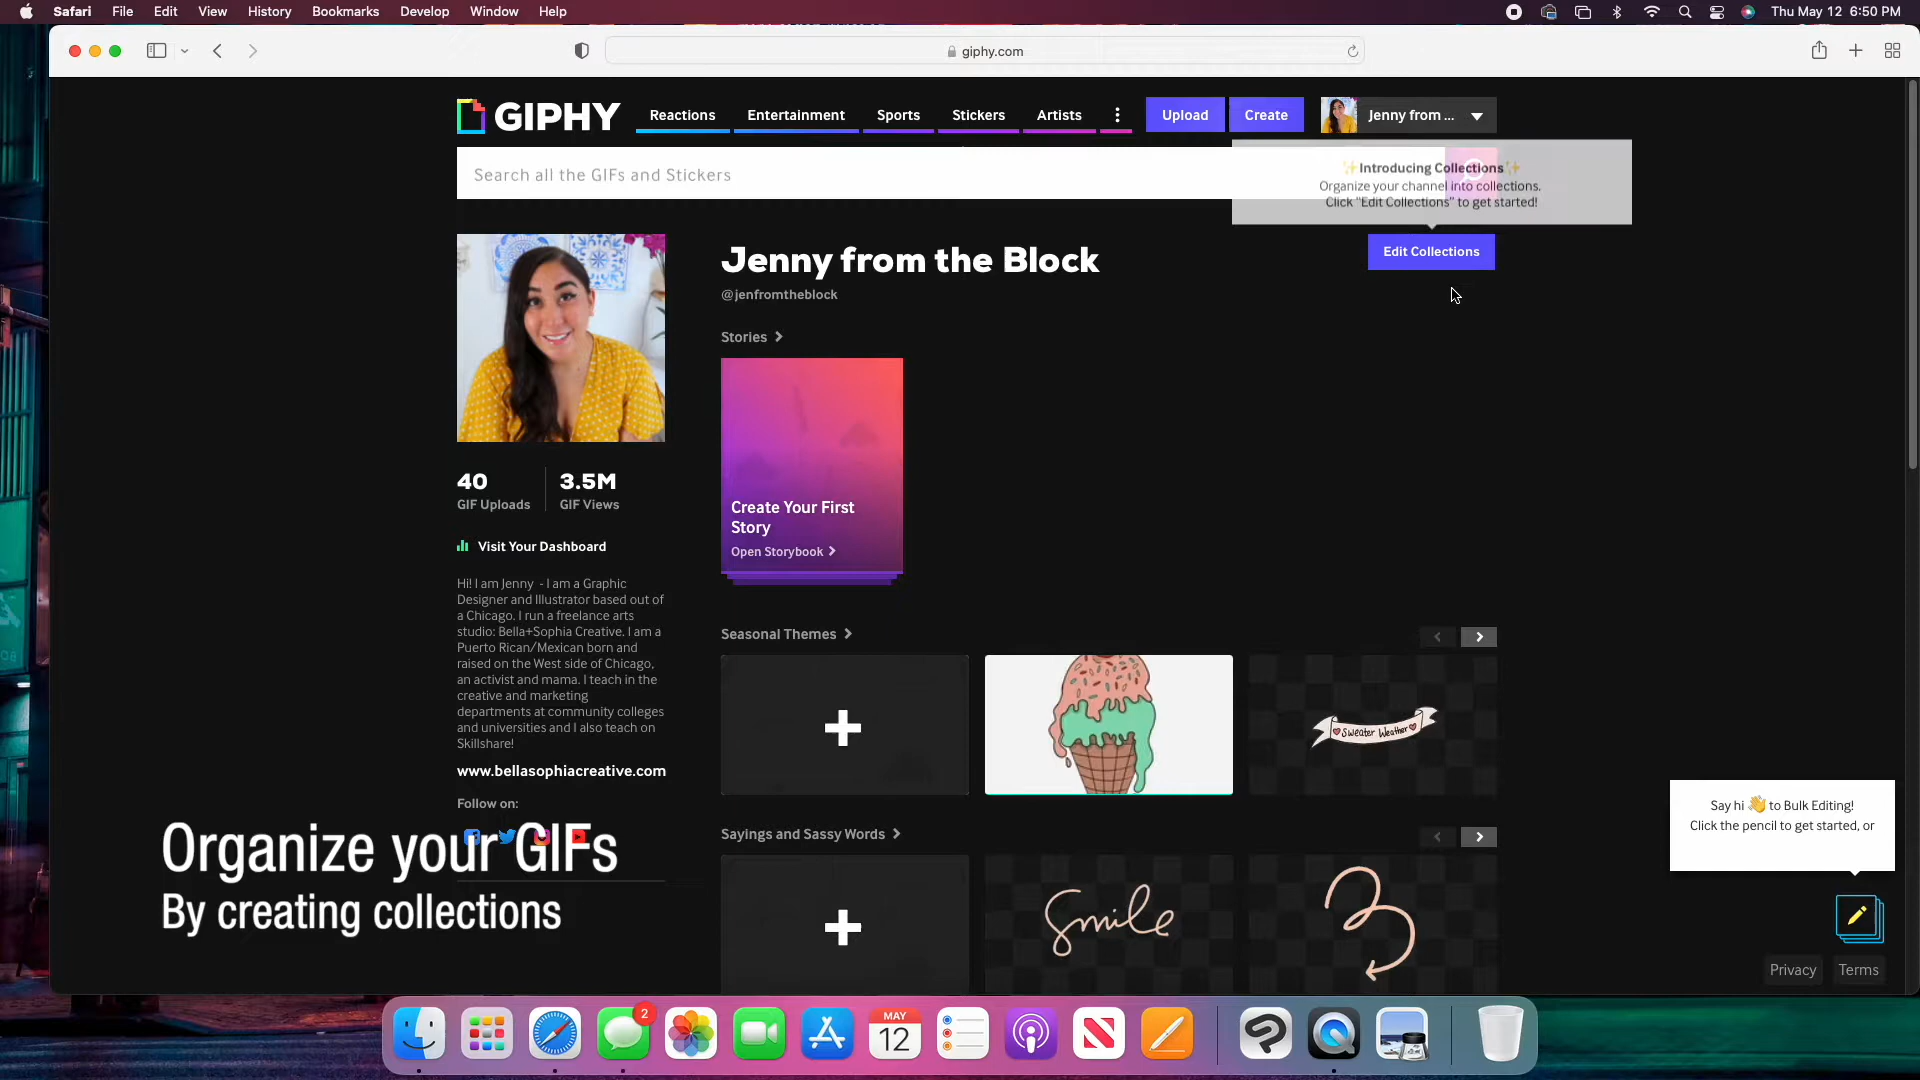 Safari File Edit View History Bookmarks Develop Window Help
Thu May 12 6:50 PM
giphy.com
GIPHY
Reactions Entertainment Sports Stickers Artists
Upload Create Jenny from ...
Search all the GIFs and Stickers
✨Introducing Collections✨
Organize your channel into collections.
Click "Edit Collections" to get started!
Edit Collections
Jenny from the Block
@jenfromtheblock
Stories
Create Your First
Story
Open Storybook
40
GIF Uploads
3.5M
GIF Views
Visit Your Dashboard
Hi! I am Jenny - I am a Graphic
Designer and Illustrator based out of
a Chicago. I run a freelance arts
studio: Bella+Sophia Creative. I am a
Puerto Rican/Mexican born and
raised on the West side of Chicago,
an activist and mama. I teach in the
creative and marketing
departments at community colleges
and universities and I also teach on
Skillshare!
www.bellasophiacreative.com
Follow on:
Seasonal Themes
Sweater Weather
Sayings and Sassy Words
Smile
Organize your GIFs
By creating collections
Say hi 👋 to Bulk Editing!
Click the pencil to get started, or
Privacy Terms
2
MAY
12